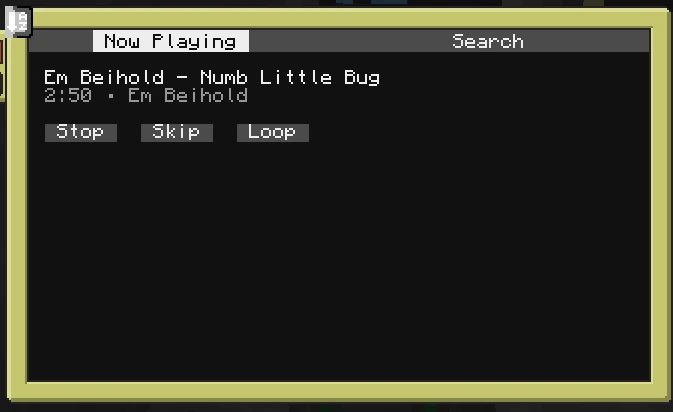 Now Playing Search
Em Beihold - Numb Little Bug
2:50 • Em Beihold
Stop Skip Loop